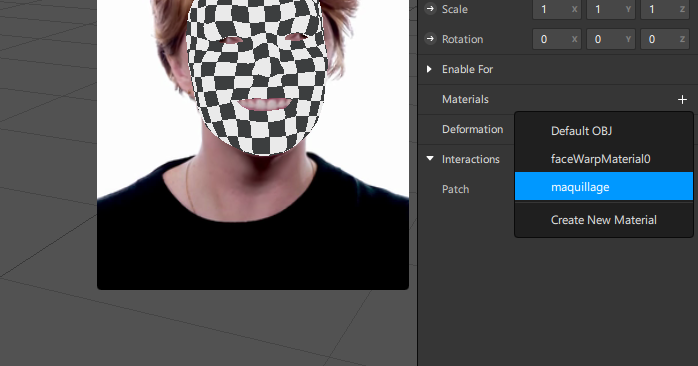 Scale 1 X 1 Y 1 Z
Rotation 0 X 0 Y 0 Z
Enable For
Materials +
Deformation
Default OBJ
Interactions
faceWarpMaterial0
Patch
maquillage
Create New Material